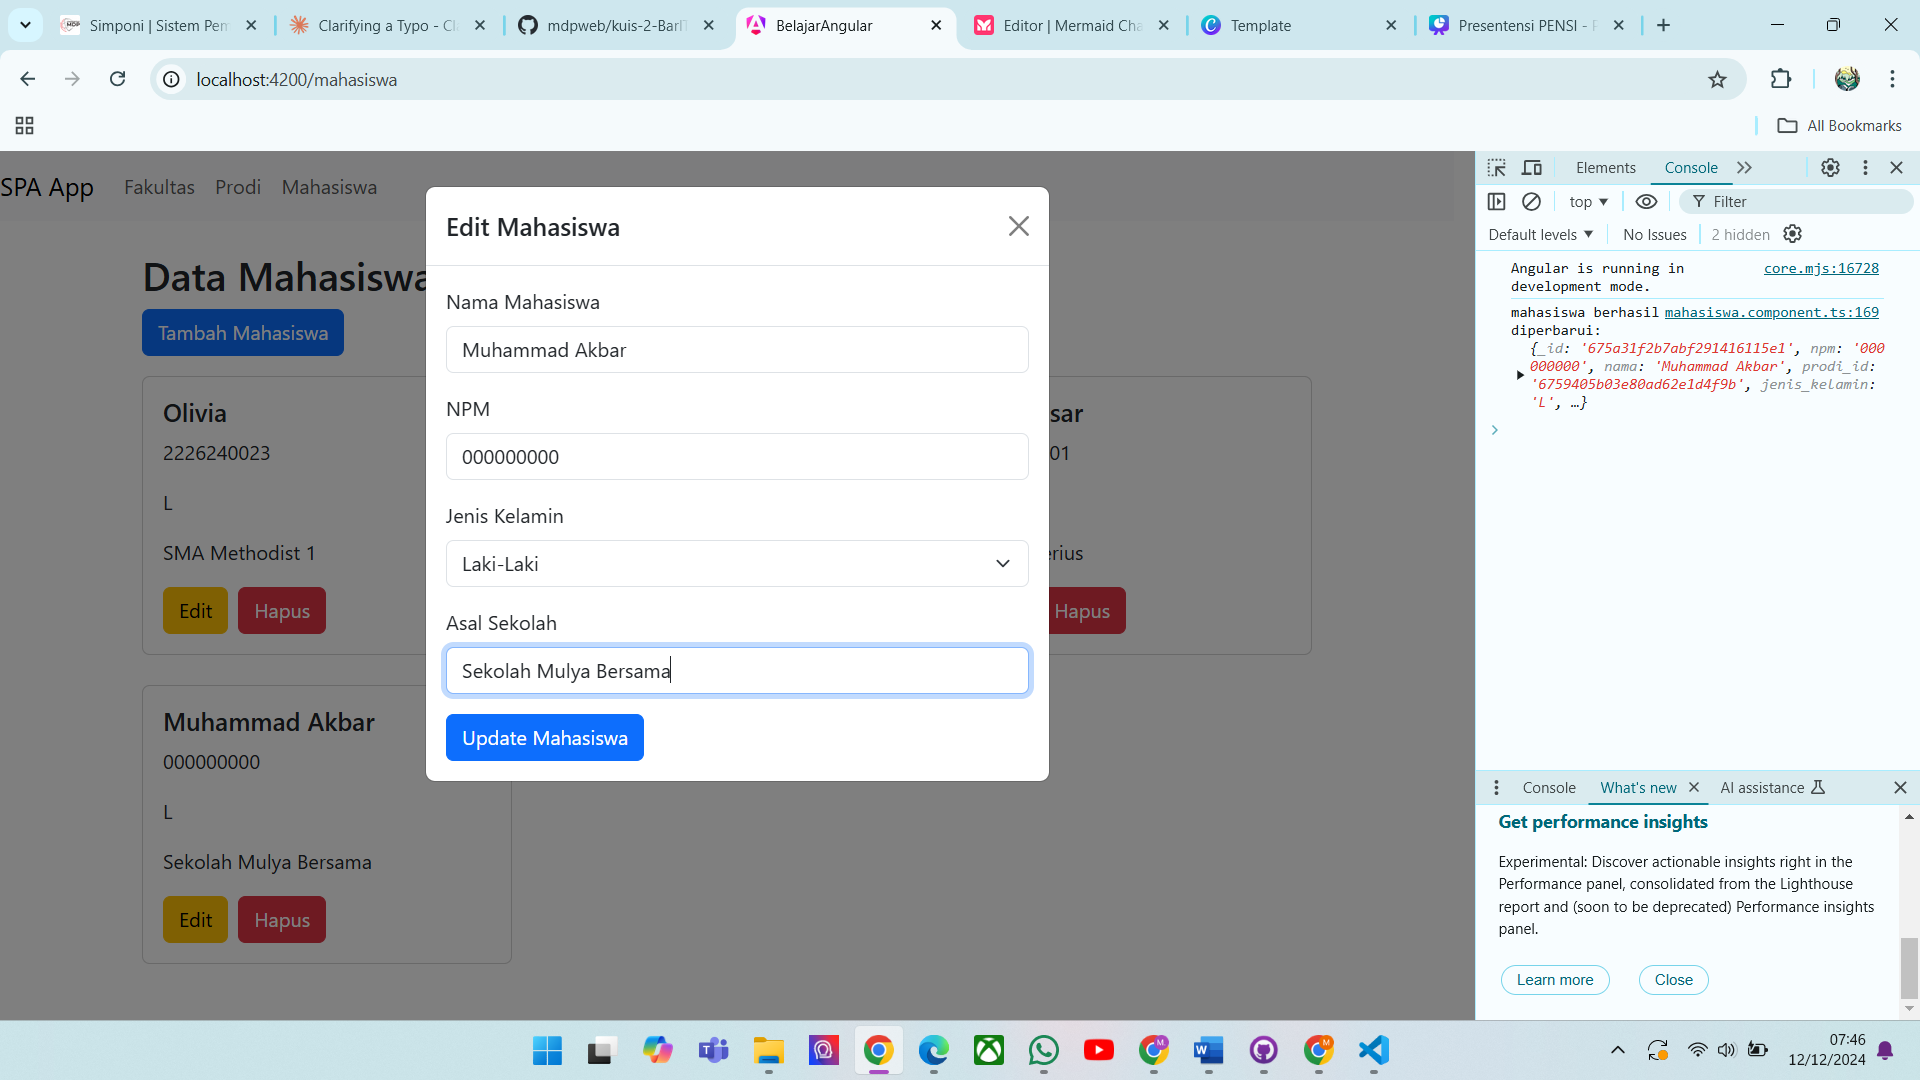 Simponi | Sistem Pem
Clarifying a Typo - Cl
mdpweb/kuis-2-BarIT
BelajarAngular
Editor | Mermaid Cha
Template
Presentensi PENSI - P
localhost:4200/mahasiswa
All Bookmarks
SPA App
Fakultas
Prodi
Mahasiswa
Data Mahasiswa
Tambah Mahasiswa
Olivia
2226240023
L
SMA Methodist 1
Edit
Hapus
sar
01
erius
Hapus
Muhammad Akbar
000000000
L
Sekolah Mulya Bersama
Edit
Hapus
Edit Mahasiswa
Nama Mahasiswa
Muhammad Akbar
NPM
000000000
Jenis Kelamin
Laki-Laki
Asal Sekolah
Sekolah Mulya Bersama
Update Mahasiswa
Elements
Console
top
Filter
Default levels
No Issues
2 hidden
Angular is running in core.mjs:16728
development mode.
mahasiswa berhasil mahasiswa.component.ts:169
diperbarui:
{_id: '675a31f2b7abf291416115e1', npm: '000
000000', nama: 'Muhammad Akbar', prodi_id:
'6759405b03e80ad62e1d4f9b', jenis_kelamin:
'L', …}
Console
What's new
AI assistance
Get performance insights
Experimental: Discover actionable insights right in the
Performance panel, consolidated from the Lighthouse
report and (soon to be deprecated) Performance insights
panel.
Learn more
Close
07:46
12/12/2024